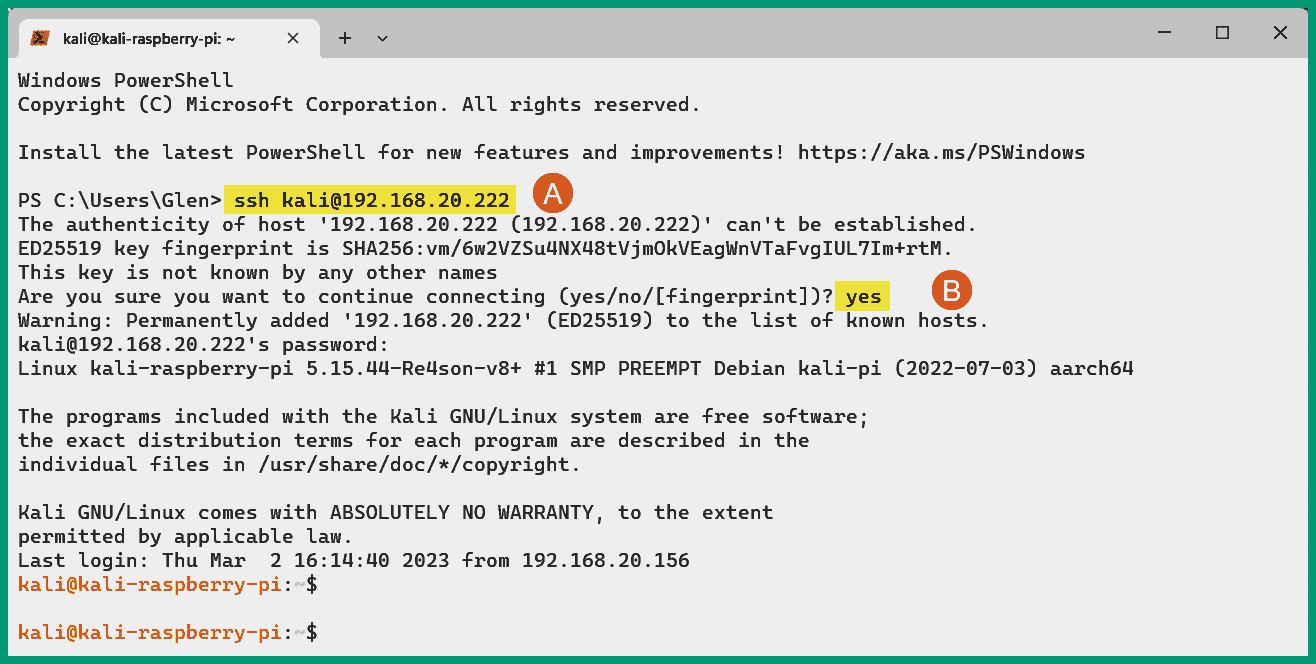 kali@kali-raspberry-pi: ~
Windows PowerShell
Copyright (C) Microsoft Corporation. All rights reserved.
Install the latest PowerShell for new features and improvements! https://aka.ms/PSWindows
PS C:\Users\Glen> ssh kali@192.168.20.222 A
The authenticity of host '192.168.20.222 (192.168.20.222)' can't be established.
ED25519 key fingerprint is SHA256:vm/6w2VZSu4NX48tVjmOkVEagWnVTaFvgIUL7Im+rtM.
This key is not known by any other names
Are you sure you want to continue connecting (yes/no/[fingerprint])? yes B
Warning: Permanently added '192.168.20.222' (ED25519) to the list of known hosts.
kali@192.168.20.222's password:
Linux kali-raspberry-pi 5.15.44-Re4son-v8+ #1 SMP PREEMPT Debian kali-pi (2022-07-03) aarch64
The programs included with the Kali GNU/Linux system are free software;
the exact distribution terms for each program are described in the
individual files in /usr/share/doc/*/copyright.
Kali GNU/Linux comes with ABSOLUTELY NO WARRANTY, to the extent
permitted by applicable law.
Last login: Thu Mar  2 16:14:40 2023 from 192.168.20.156
kali@kali-raspberry-pi:~$
kali@kali-raspberry-pi:~$